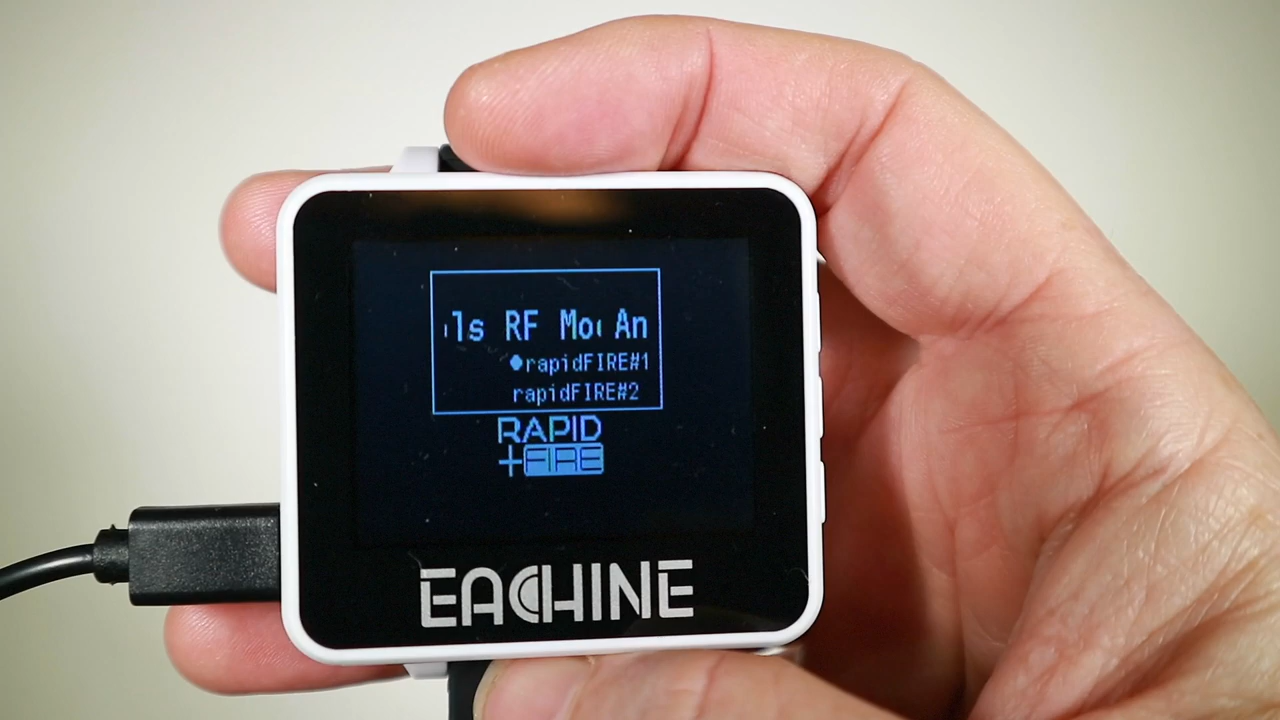 ls RF Mo An
rapidFIRE#1
rapidFIRE#2
RAPID
+FIRE
EACHINE